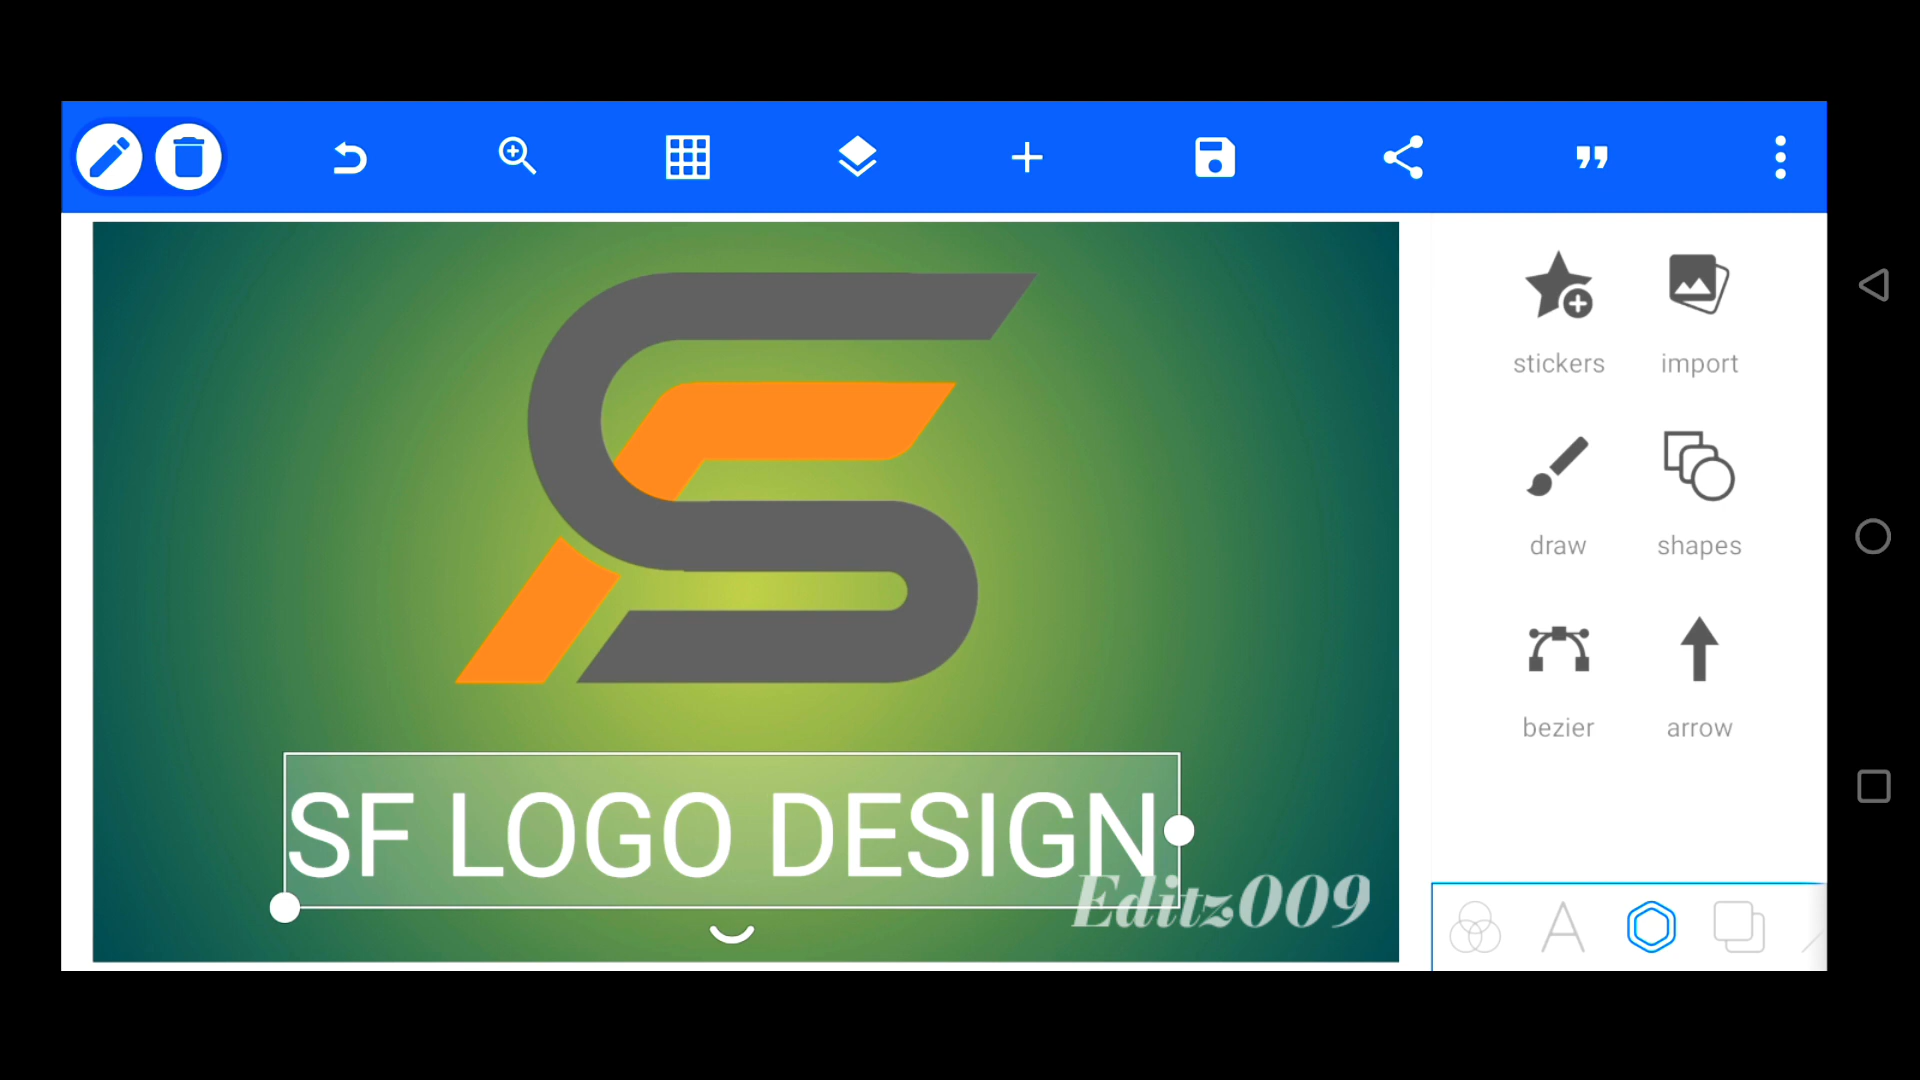 stickers import
draw shapes
bezier arrow
SF LOGO DESIGN
Editz009